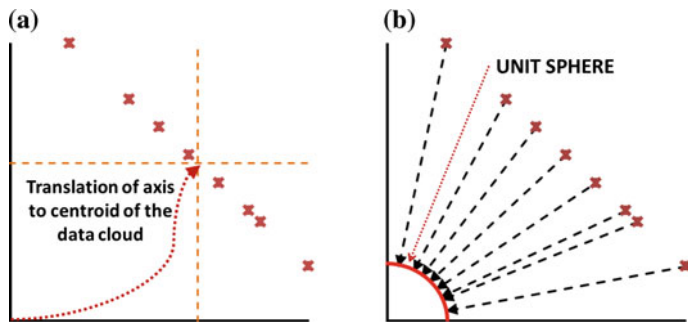 (a)
Translation of axis
to centroid of the
data cloud
(b)
UNIT SPHERE